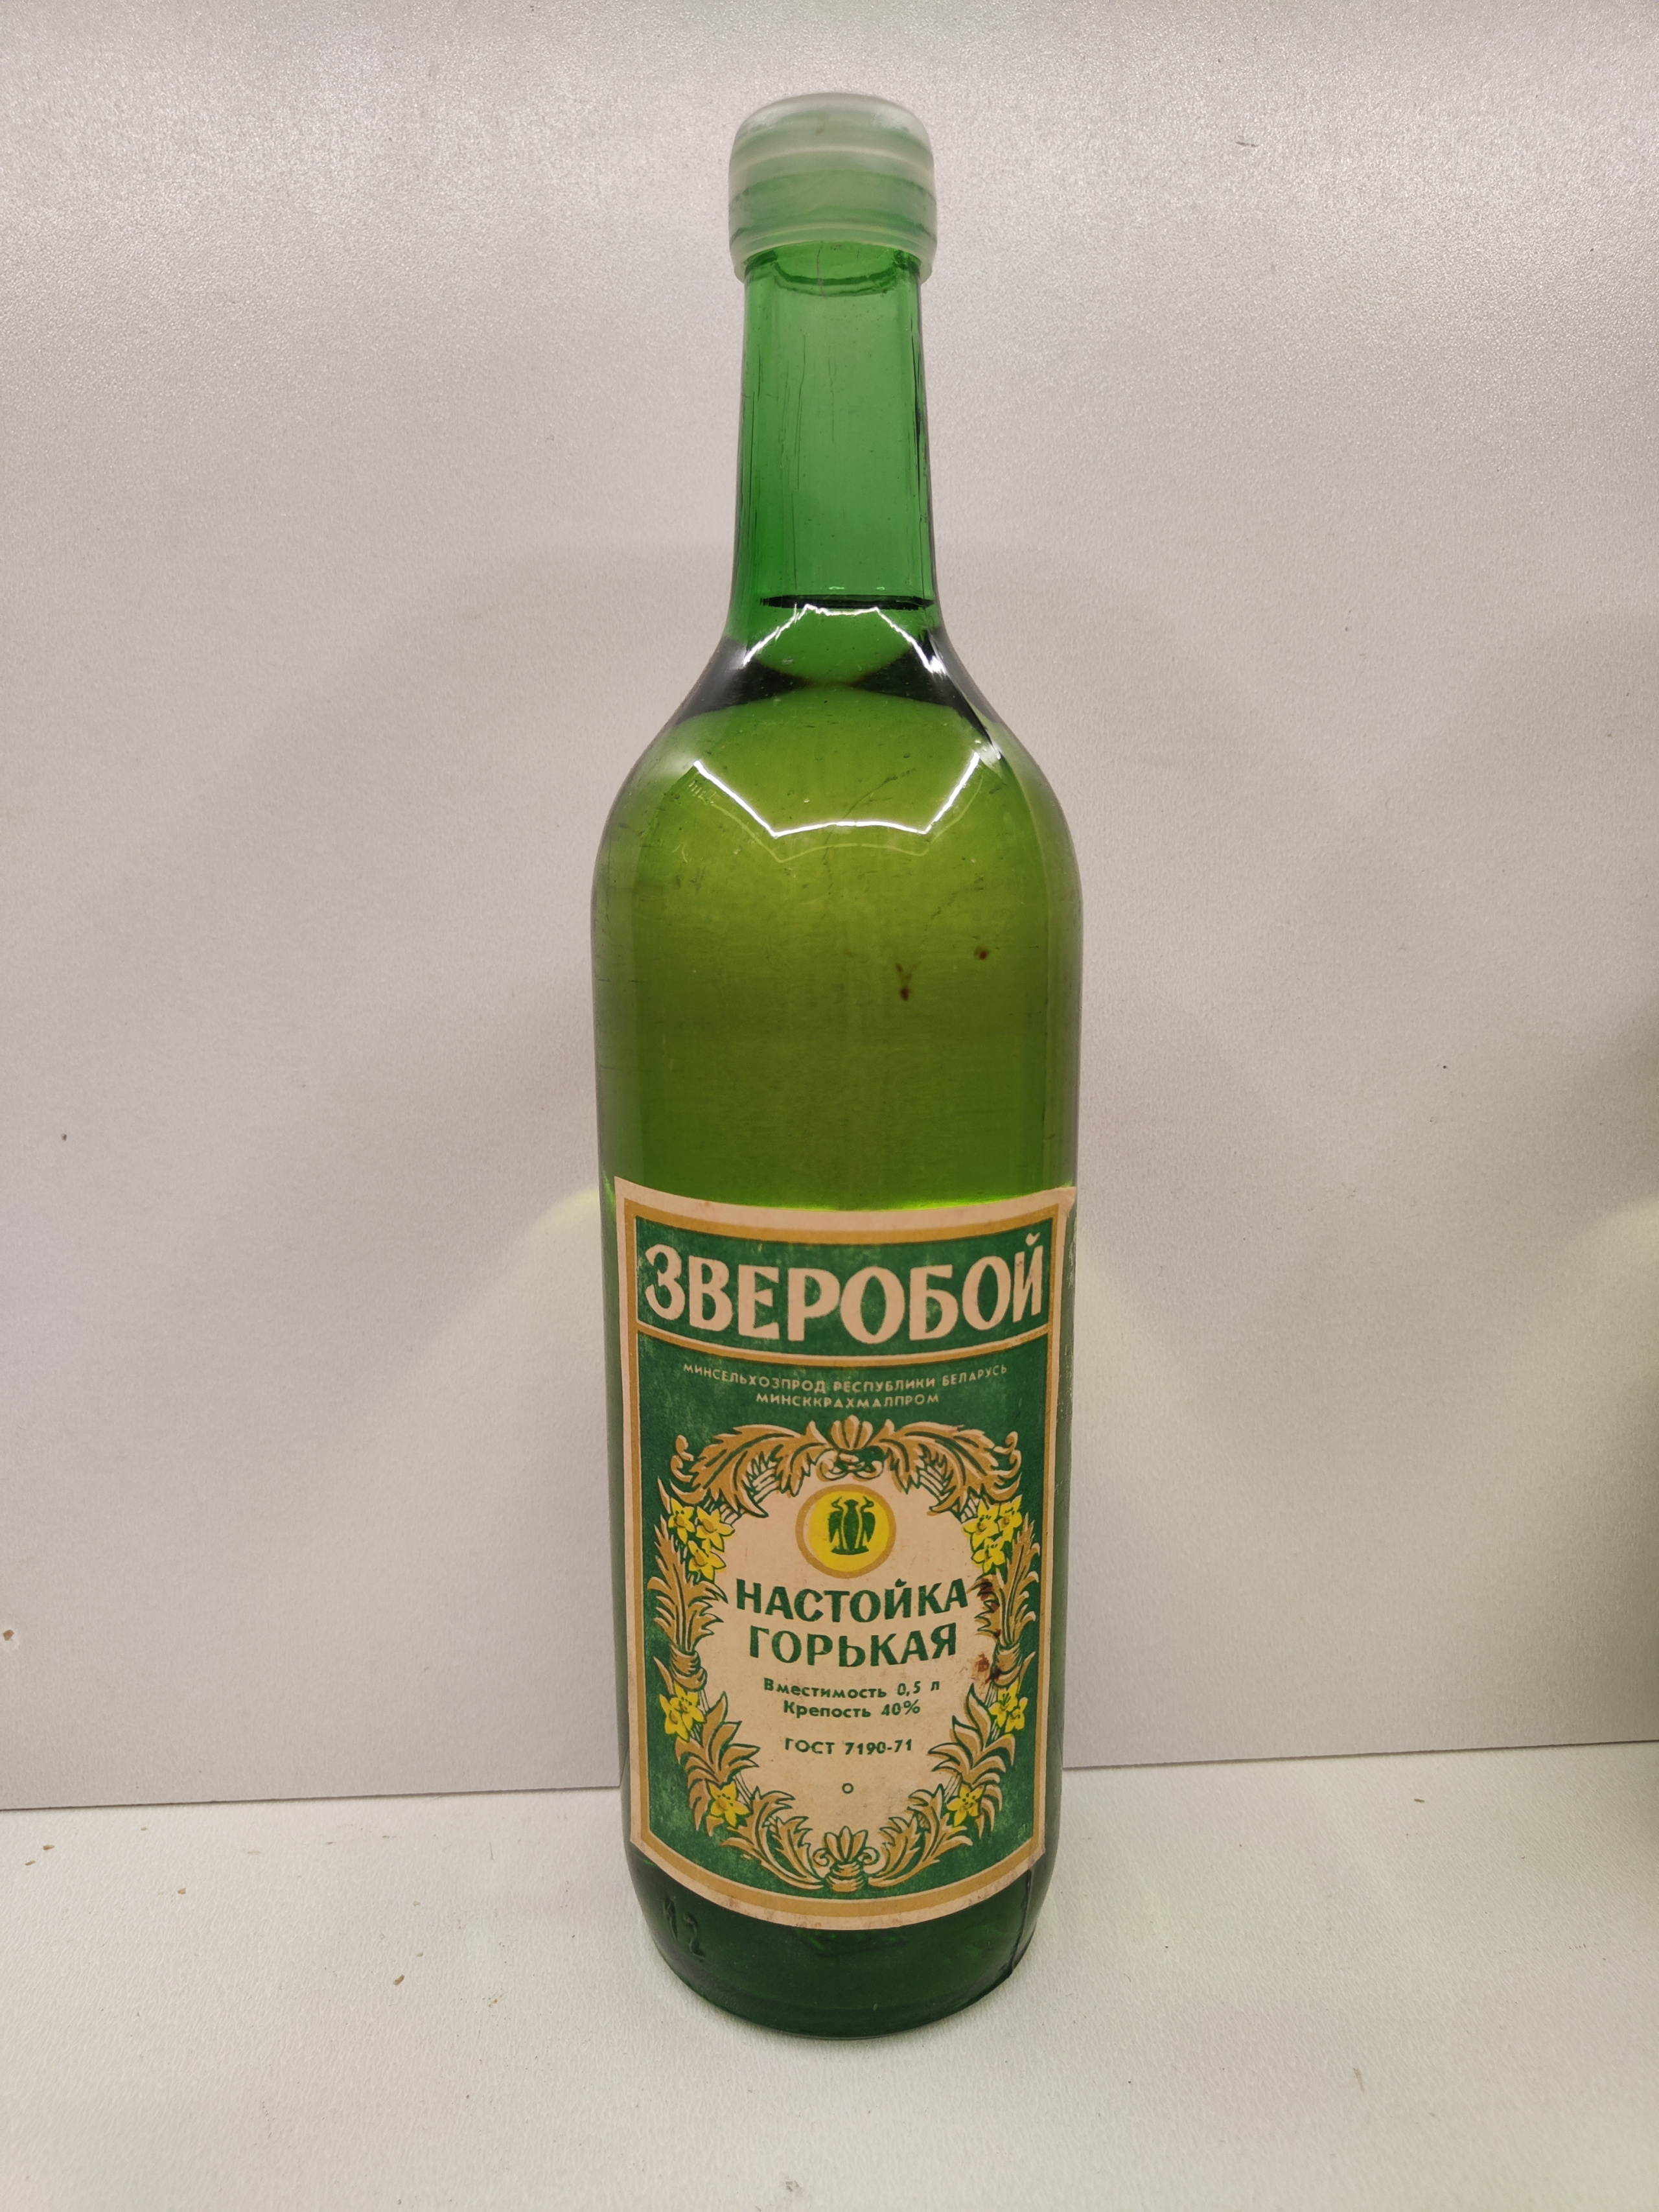 ЗВЕРОБОЙ
МИНСЕЛЬХОЗПРОД РЕСПУБЛИКИ БЕЛАРУСЬ
МИНСККРАХМАЛПРОМ
НАСТОЙКА
ГОРЬКАЯ
Вместимость 0,5 л
Крепость 40%
ГОСТ 7190-71